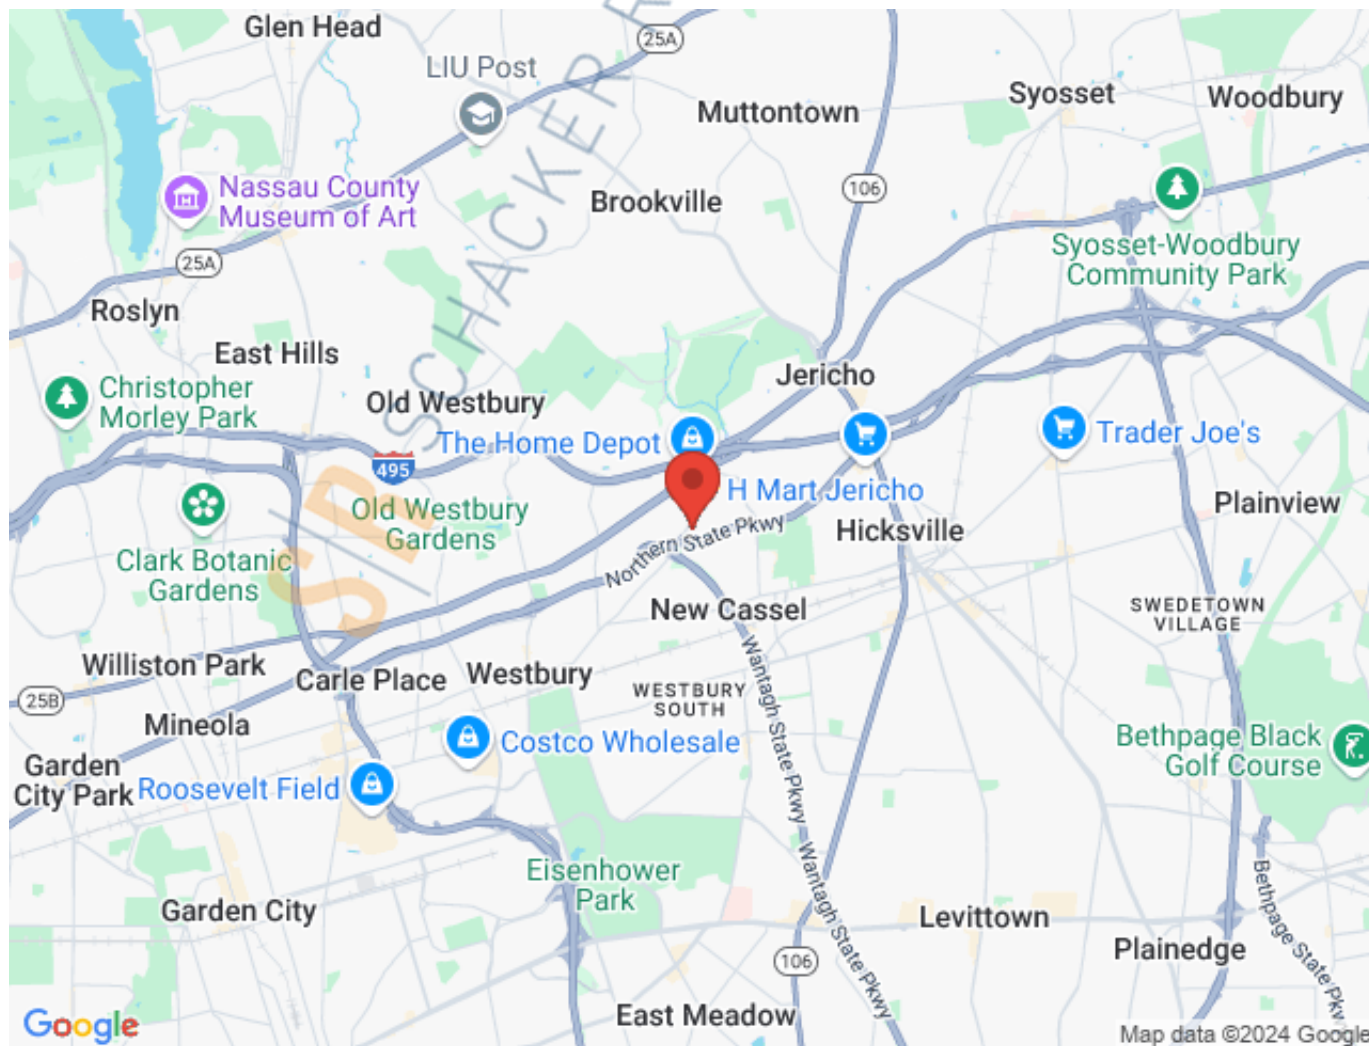 Glen Head
25A
LIU Post
Muttontown
Syosset
Woodbury
Nassau County
Museum of Art
Brookville
106
25A
Syosset-Woodbury
Community Park
Roslyn
East Hills
Jericho
Christopher
Morley Park
Old Westbury
The Home Depot
Trader Joe's
495
H Mart Jericho
Old Westbury
Gardens
Plainview
Hicksville
Northern State Pkwy
Clark Botanic
Gardens
New Cassel
SWEDETOWN
VILLAGE
Williston Park
Carle Place
Westbury
WESTBURY
SOUTH
Wantagh State Pkwy
25B
Mineola
Costco Wholesale
Bethpage Black
Golf Course
Garden
City Park
Roosevelt Field
Wantagh State Pkwy
Eisenhower
Park
Garden City
Levittown
Plainedge
Bethpage State Pkw
106
East Meadow
Google
Map data ©2024 Google
SCHACKER R